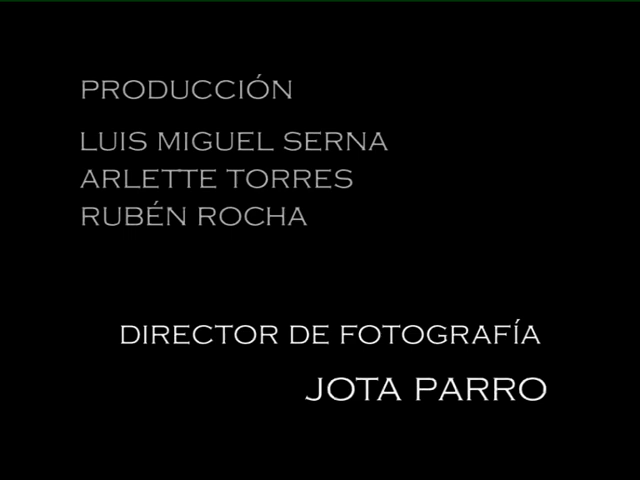 PRODUCCIÓN
LUIS MIGUEL SERNA
ARLETTE TORRES
RUBÉN ROCHA
DIRECTOR DE FOTOGRAFÍA
JOTA PARRO